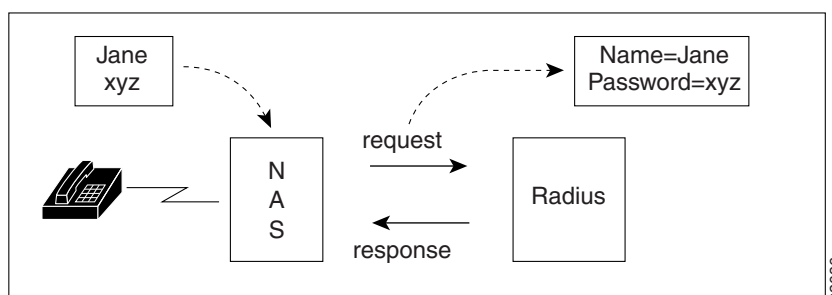 Jane
xyz
Name=Jane
Password=xyz
request
N
A
S
Radius
response